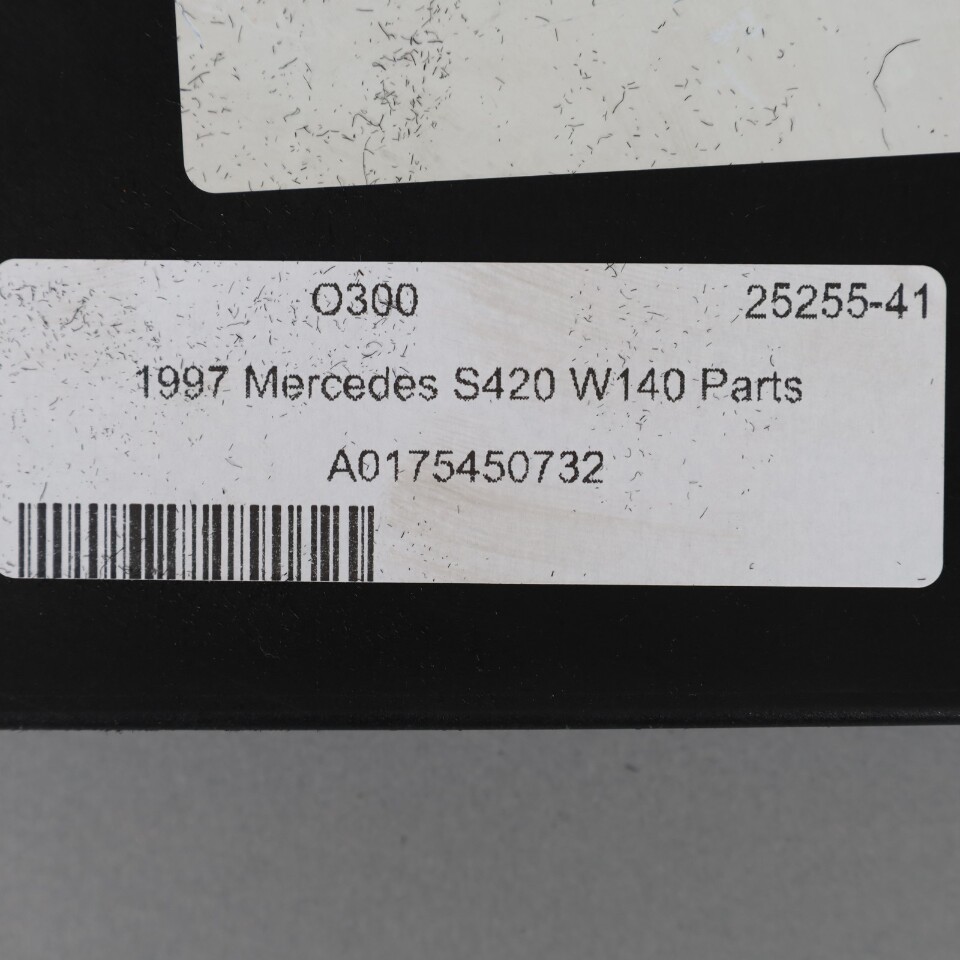 O300 25255-41
1997 Mercedes S420 W140 Parts
A0175450732